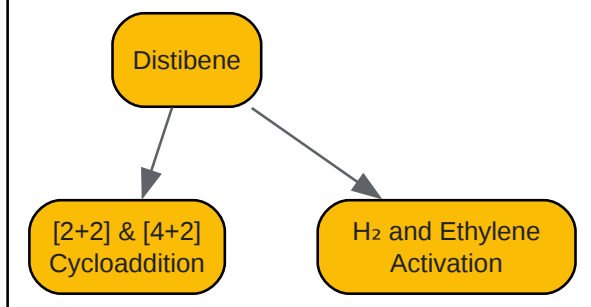 Distibene
[2+2] & [4+2]
Cycloaddition
H₂ and Ethylene
Activation